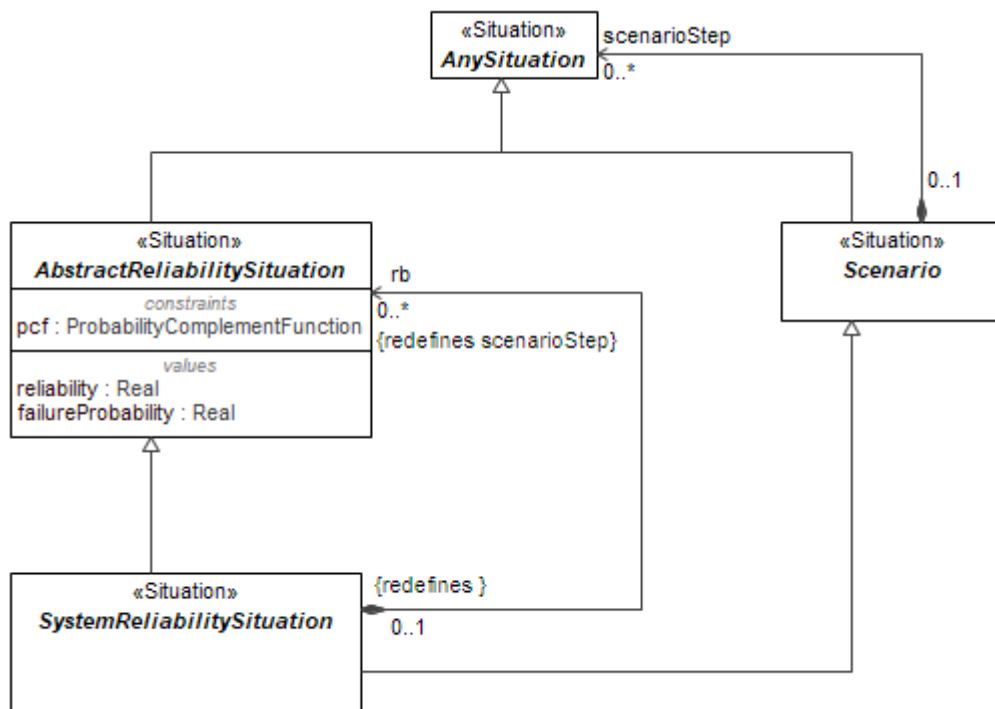 «Situation»
AnySituation
scenarioStep
0..*
0..1
«Situation»
AbstractReliabilitySituation
constraints
pcf : ProbabilityComplementFunction
values
reliability : Real
failureProbability : Real
rb
0..*
{redefines scenarioStep}
«Situation»
Scenario
«Situation»
SystemReliabilitySituation
{redefines }
0..1